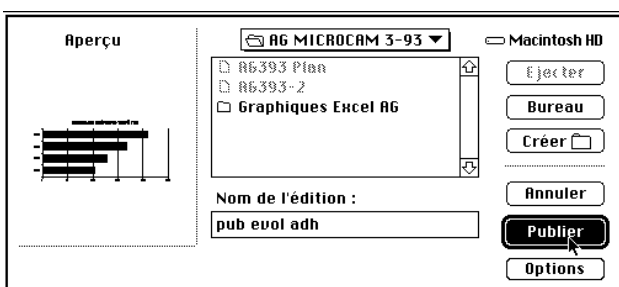 Aperçu
AG MICROCAM 3-93
Macintosh HD
AG393 Plan
AG393-2
Graphiques Excel AG
Ejecter
Bureau
Créer
Nom de l'édition :
pub evol adh
Annuler
Publier
Options